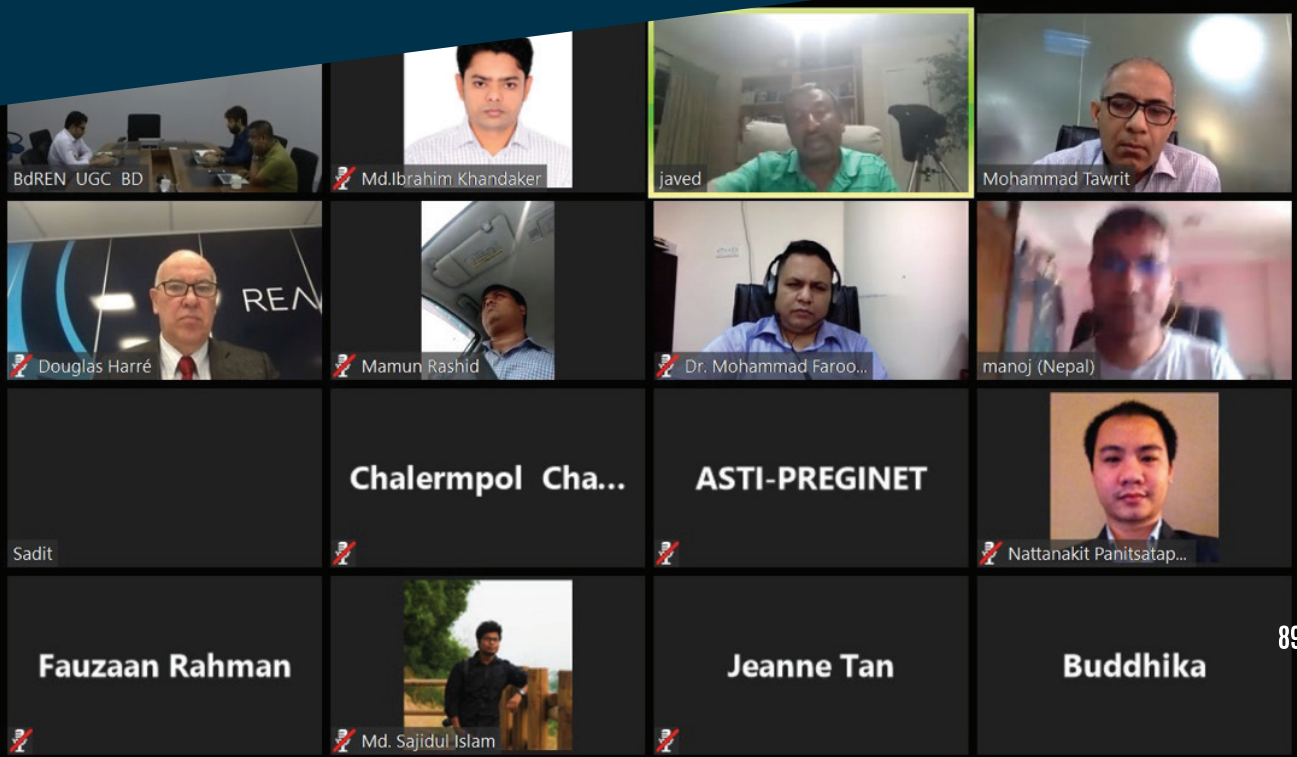 BdREN UGC BD
Md.Ibrahim Khandaker
javed
Mohammad Tawrit
REA
Douglas Harré
Mamun Rashid
Dr. Mohammad Faroo...
manoj (Nepal)
Sadit
Chalermpol Cha...
ASTI-PREGINET
Nattanakit Panitsatap...
Fauzaan Rahman
Md. Sajidul Islam
Jeanne Tan
Buddhika
89